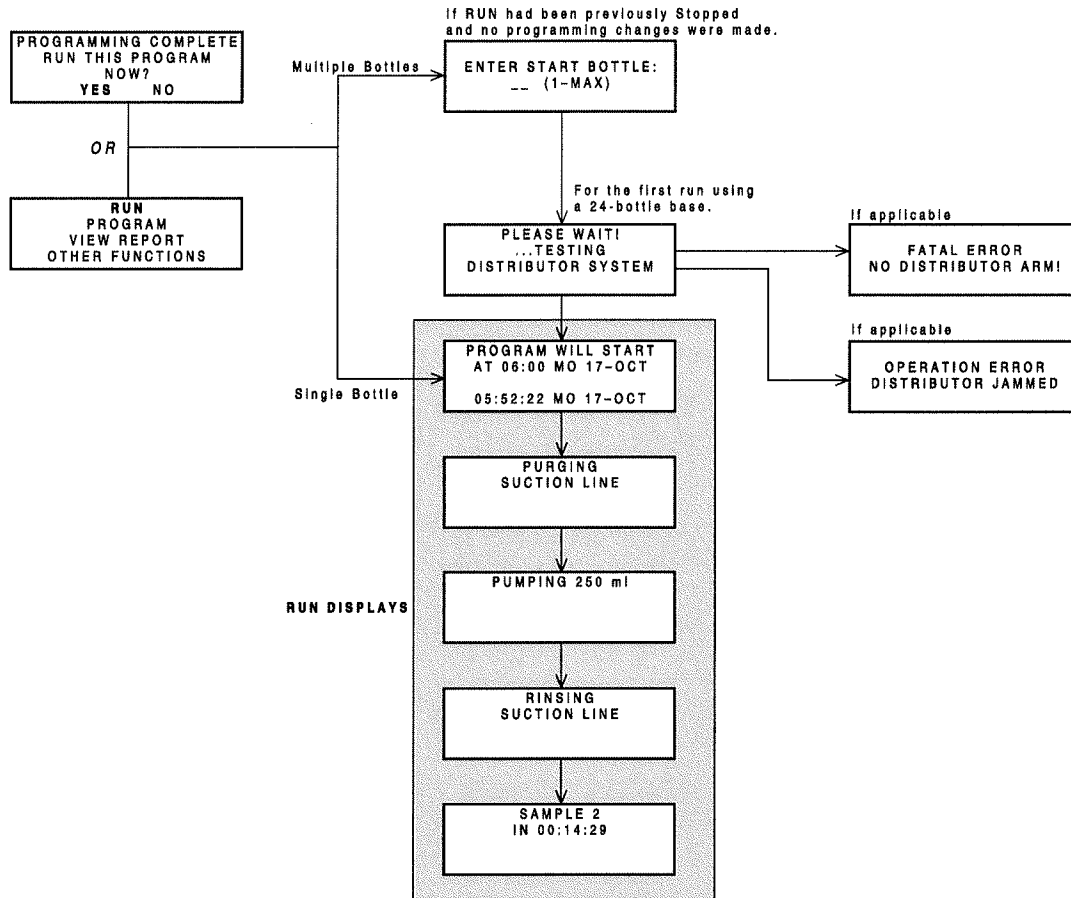 If RUN had been previously Stopped
and no programming changes were made.
PROGRAMMING COMPLETE
RUN THIS PROGRAM
NOW?
YES NO
Multiple Bottles
ENTER START BOTTLE:
__ (1-MAX)
OR
RUN
PROGRAM
VIEW REPORT
OTHER FUNCTIONS
For the first run using
a 24-bottle base.
PLEASE WAIT!
...TESTING
DISTRIBUTOR SYSTEM
If applicable
FATAL ERROR
NO DISTRIBUTOR ARM!
If applicable
OPERATION ERROR
DISTRIBUTOR JAMMED
Single Bottle
PROGRAM WILL START
AT 06:00 MO 17-OCT
05:52:22 MO 17-OCT
PURGING
SUCTION LINE
RUN DISPLAYS
PUMPING 250 ml
RINSING
SUCTION LINE
SAMPLE 2
IN 00:14:29